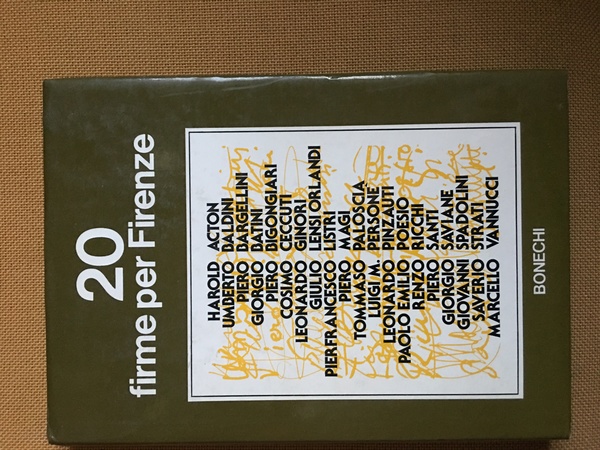 20
firme per Firenze
HAROLD ACTON
UMBERTO BALDINI
PIERO BARGELLINI
GIORGIO BATINI
PIERO BIGONGIARI
COSIMO CECCUTI
LEONARDO GINORI
GIULIO LENSI ORLANDI
PIERFRANCESCO LISTRI
PIERO MAGI
TOMMASO PALOSCIA
LUIGI M. PERSONE
LEONARDO PINZAUTI
PAOLO EMILIO POESIO
RENZO RICCHI
PIERO SANTI
GIORGIO SAVIANE
GIOVANNI SPADOLINI
SAVERIO STRATI
MARCELLO VANNUCCI
BONECHI